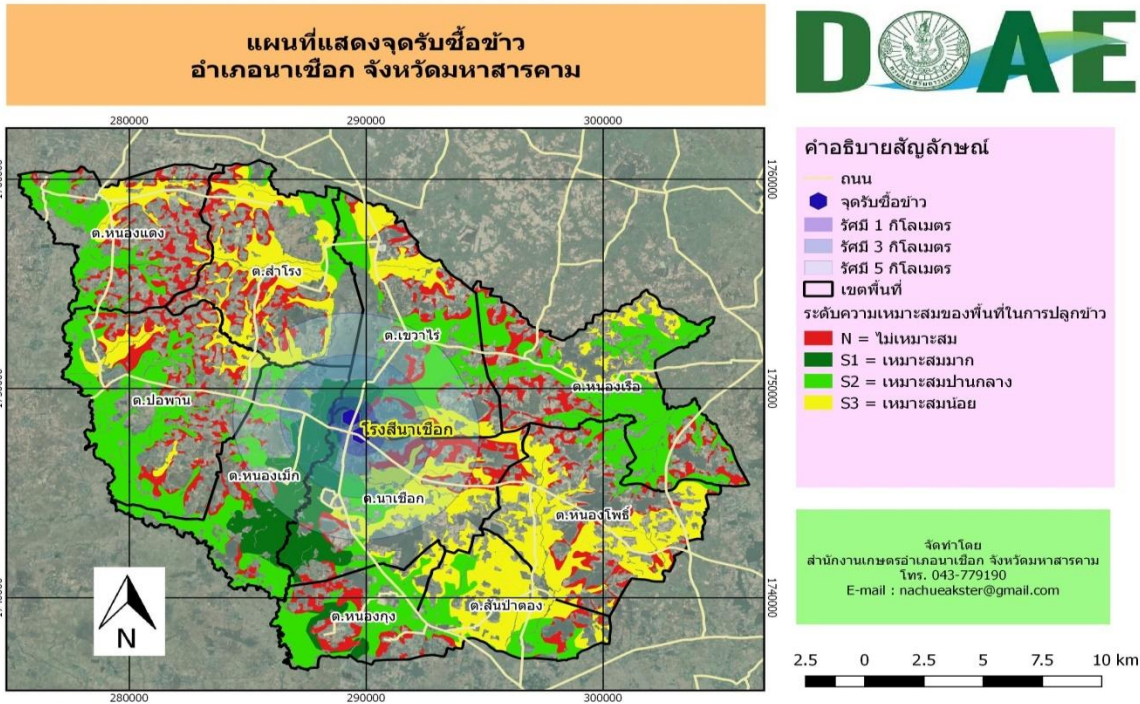 แผนที่แสดงจุดรับซื้อข้าว
อำเภอนาเชือก จังหวัดมหาสารคาม
DOAE
280000
290000
300000
1760000
1760000
ต.หนองแดง
ต.สำโรง
ต.เขวาไร่
1750000
1750000
ต.หนองเรือ
ต.ปอพาน
โรงสีนาเชือก
ต.หนองเม็ก
ต.นาเชือก
ต.หนองโพธิ์
1740000
1740000
ต.สันป่าตอง
ต.หนองกุง
N
280000
290000
300000
คำอธิบายสัญลักษณ์
ถนน
จุดรับซื้อข้าว
รัศมี 1 กิโลเมตร
รัศมี 3 กิโลเมตร
รัศมี 5 กิโลเมตร
เขตพื้นที่
ระดับความเหมาะสมของพื้นที่ในการปลูกข้าว
N = ไม่เหมาะสม
S1 = เหมาะสมมาก
S2 = เหมาะสมปานกลาง
S3 = เหมาะสมน้อย
จัดทำโดย
สำนักงานเกษตรอำเภอนาเชือก จังหวัดมหาสารคาม
โทร. 043-779190
E-mail : nachueakster@gmail.com
2.5 0 2.5 5 7.5 10 km